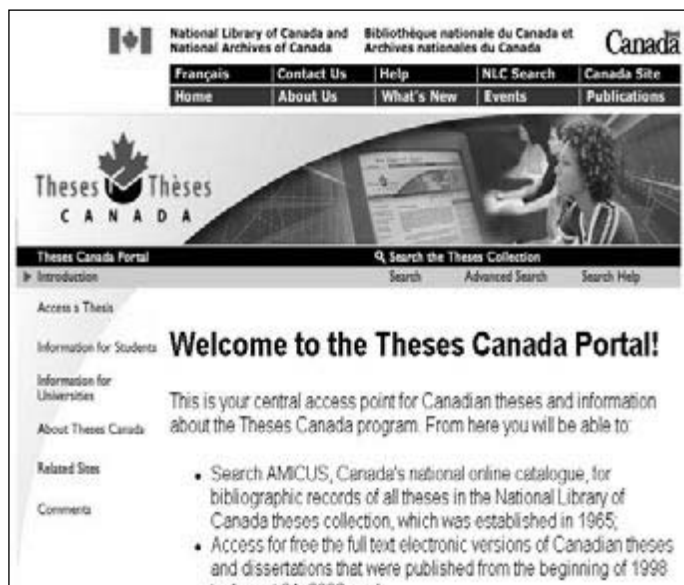 National Library of Canada and
National Archives of Canada
Bibliothèque nationale du Canada et
Archives nationales du Canada
Canada
Français | Contact Us | Help | NLC Search | Canada Site
Home | About Us | What's New | Events | Publications
Theses Thèses
CANADA
Theses Canada Portal
Search the Theses Collection
Introduction
Search Advanced Search Search Help
Access a Thesis
Information for Students
Information for
Universities
About Theses Canada
Related Sites
Comments
Welcome to the Theses Canada Portal!
This is your central access point for Canadian theses and information
about the Theses Canada program. From here you will be able to:
• Search AMICUS, Canada's national online catalogue, for
bibliographic records of all theses in the National Library of
Canada theses collection, which was established in 1965;
• Access for free the full text electronic versions of Canadian theses
and dissertations that were published from the beginning of 1998